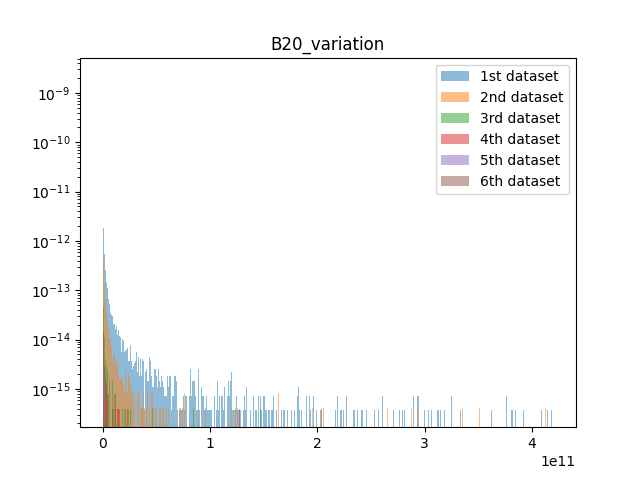 B20_variation
10⁻⁹
10⁻¹⁰
10⁻¹¹
10⁻¹²
10⁻¹³
10⁻¹⁴
10⁻¹⁵
1st dataset
2nd dataset
3rd dataset
4th dataset
5th dataset
6th dataset
0 1 2 3 4
1e11